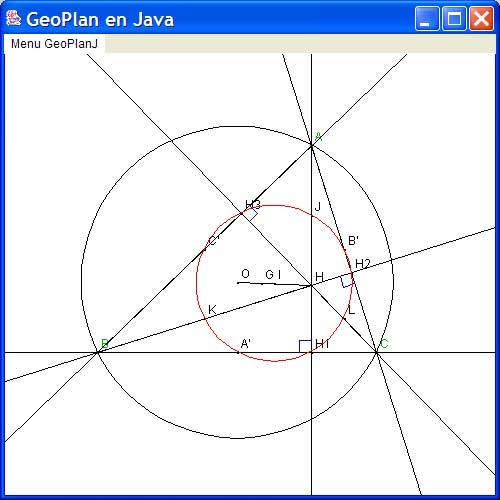 GeoPlan en Java
Menu GeoPlanJ
A
H3
J
C'
B'
H2
O
G I
H
K
L
B
A'
H1
C